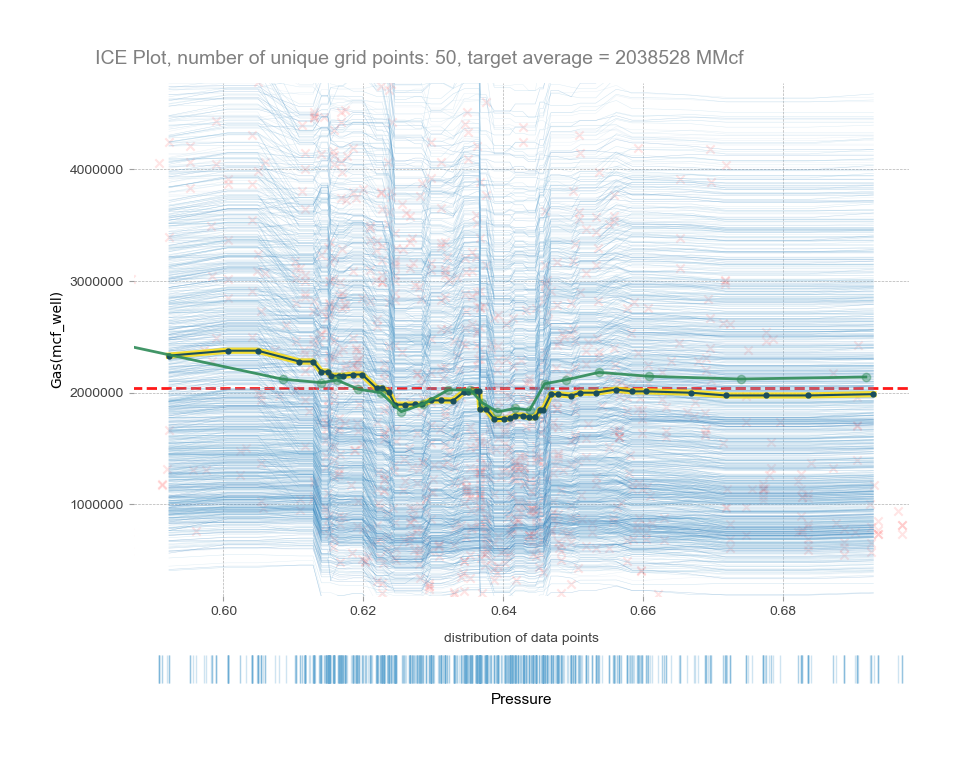 ICE Plot, number of unique grid points: 50, target average = 2038528 MMcf
Gas(mcf_well)
4000000
3000000
2000000
1000000
0.60 0.62 0.64 0.66 0.68
distribution of data points
Pressure